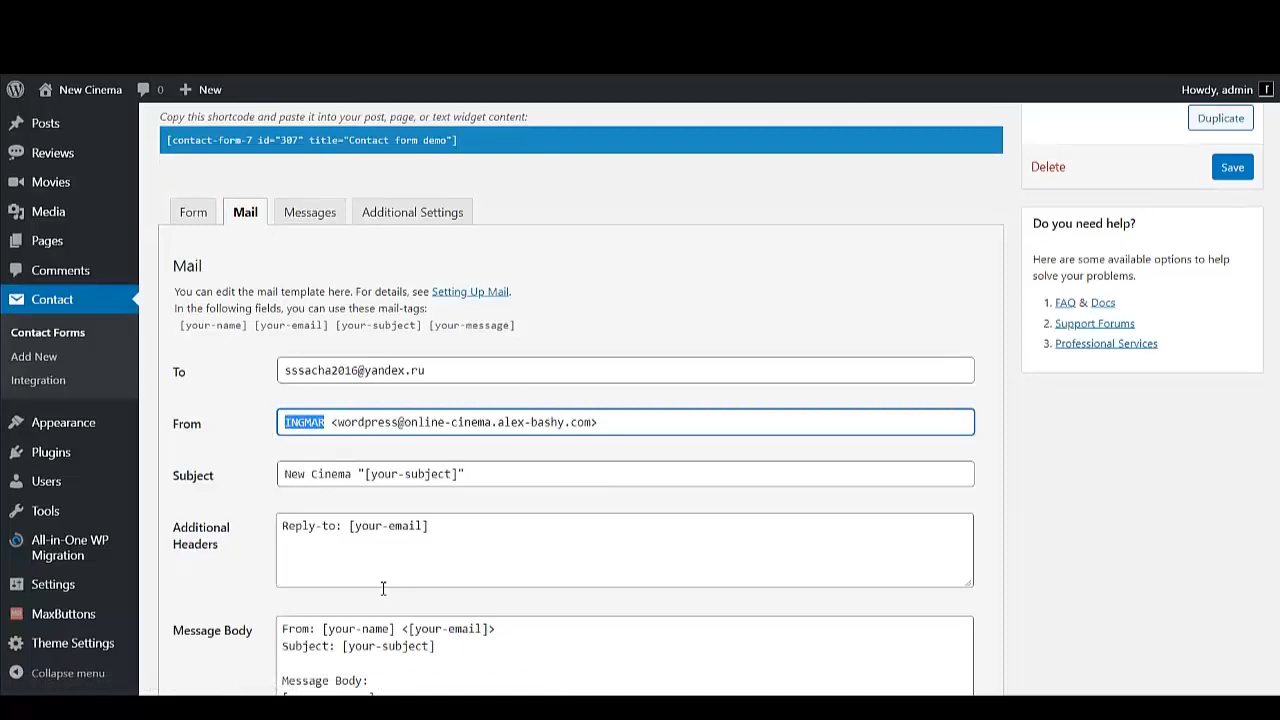 New Cinema 0 New Howdy, admin
Posts
Reviews
Movies
Media
Pages
Comments
Contact
Contact Forms
Add New
Integration
Appearance
Plugins
Users
Tools
All-in-One WP
Migration
Settings
MaxButtons
Theme Settings
Collapse menu
Copy this shortcode and paste it into your post, page, or text widget content:
[contact-form-7 id="307" title="Contact form demo"]
Form Mail Messages Additional Settings
Mail
You can edit the mail template here. For details, see Setting Up Mail.
In the following fields, you can use these mail-tags:
[your-name] [your-email] [your-subject] [your-message]
To
sssacha2016@yandex.ru
From
INGMAR <wordpress@online-cinema.alex-bashy.com>
Subject
New Cinema "[your-subject]"
Additional
Headers
Reply-to: [your-email]
Message Body
From: [your-name] <[your-email]>
Subject: [your-subject]
Message Body:
Duplicate
Delete
Save
Do you need help?
Here are some available options to help
solve your problems.
1. FAQ & Docs
2. Support Forums
3. Professional Services